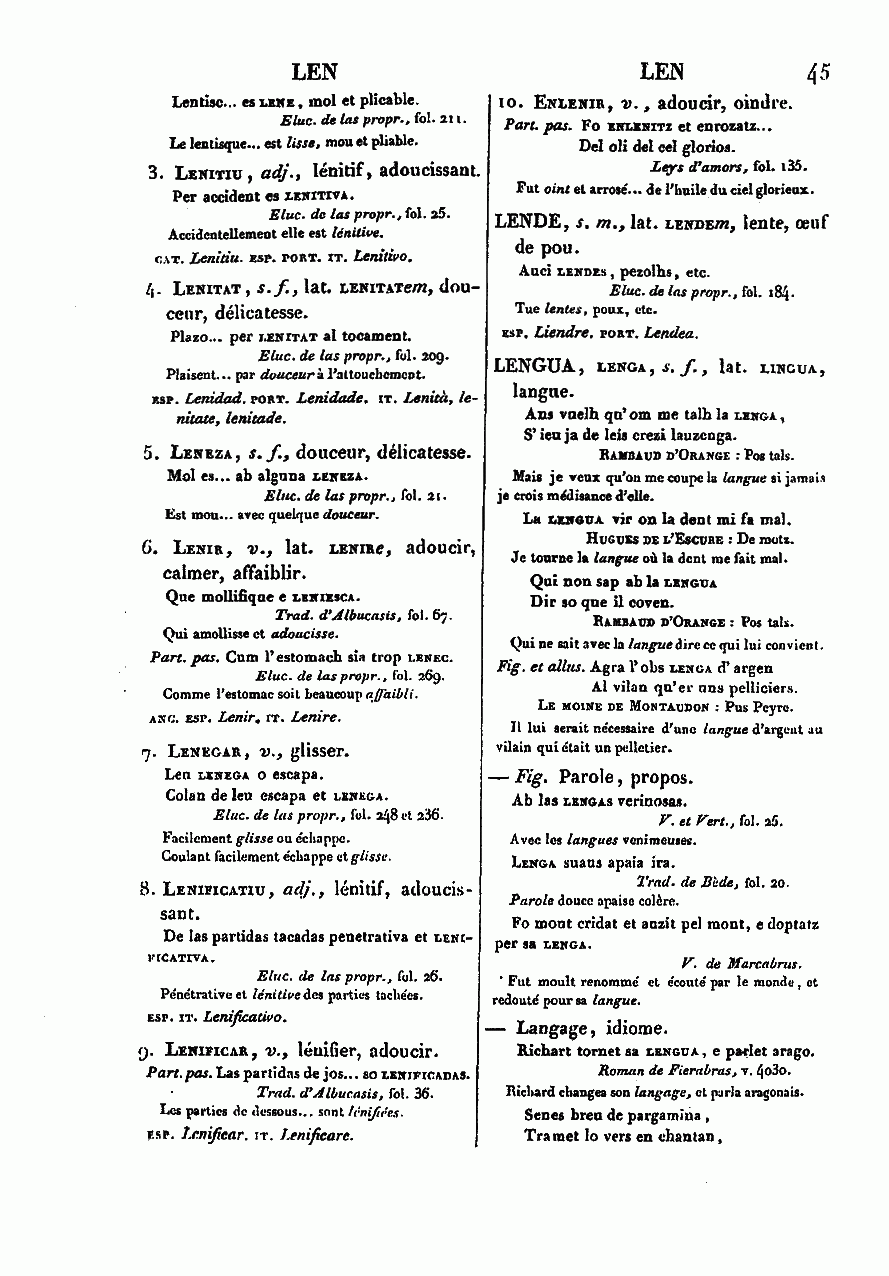 LEN
LEN 45
Lentisc... es LENE, mol et plicable.
Eluc. de las propr., fol. 211.
Le lentisque... est lisse, mou et pliable.
3. LENITIU, adj., lénitif, adoucissant.
Per accident es LENITIVA.
Eluc. de las propr., fol. 25.
Accidentellement elle est lénitive.
CAT. Lenitiu. ESP. PORT. IT. Lenitivo.
4. LENITAT, s. f., lat. LENITATem, dou-
ceur, délicatesse.
Plazo... per LENITAT al tocament.
Eluc. de las propr., fol. 209.
Plaisent... par douceur à l'attouchement.
ESP. Lenidad. PORT. Lenidade. IT. Lenità, le-
nitate, lenitade.
5. LENEZA, s. f., douceur, délicatesse.
Mol es... ab alguna LENEZA.
Eluc. de las propr., fol. 21.
Est mou... avec quelque douceur.
6. LENIR, v., lat. LENIRe, adoucir,
calmer, affaiblir.
Que mollifique e LENIESCA.
Trad. d'Albucasis, fol. 67.
Qui amollisse et adoucisse.
Part. pas. Cum l'estomach sia trop LENEC.
Eluc. de las propr., fol. 269.
Comme l'estomac soit beaucoup affaibli.
ANC. ESP. Lenir. IT. Lenire.
7. LENEGAR, v., glisser.
Leu LENEGA o escapa.
Colan de leu escapa et LENEGA.
Eluc. de las propr., fol. 248 et 236.
Facilement glisse ou échappe.
Coulant facilement échappe et glisse.
8. LENIFICATIU, adj., lénitif, adoucis-
sant.
De las partidas tacadas penetrativa et LENI-
FICATIVA.
Eluc. de las propr., fol. 26.
Pénétrative et lénitive des parties tachées.
ESP. IT. Lenificativo.
9. LENIFICAR, v., lénifier, adoucir.
Part. pas. Las partidas de jos... so LENIFICADAS.
Trad. d'Albucasis, fol. 36.
Les parties de dessous... sont lénifiées.
ESP. Lenificar. IT. Lenificare.
10. ENLENIR, v., adoucir, oindre.
Part. pas. Fo ENLENITZ et enrozatz...
Del oli del cel glorios.
Leys d'amors, fol. 135.
Fut oint et arrosé... de l'huile du ciel glorieux.
LENDE, s. m., lat. LENDEm, lente, œuf
de pou.
Auci LENDES, pezolhs, etc.
Eluc. de las propr., fol. 184.
Tue lentes, poux, etc.
ESP. Liendre. PORT. Lendea.
LENGUA, LENGA, s. f., lat. LINGUA,
langue.
Ans vuelh qu'om me talh la LENGA,
S'ieu ja de leis crezi lauzenga.
RAMBAUD D'ORANGE : Pos tals.
Mais je veux qu'on me coupe la langue si jamais
je crois médisance d'elle.
La LENGUA vir on la dent mi fa mal.
HUGUES DE L'ESCURE : De motz.
Je tourne la langue où la dent me fait mal.
Qui non sap ab la LENGUA
Dir so que il coven.
RAMBAUD D'ORANGE : Pos tals.
Qui ne sait avec la langue dire ce qui lui convient.
Fig. et allus. Agra l'obs LENGA d'argen
Al vilan qu'er uns pelliciers.
LE MOINE DE MONTAUDON : Pus Peyre.
Il lui serait nécessaire d'une langue d'argent au
vilain qui était un pelletier.
— Fig. Parole, propos.
Ab las LENGAS verinosas.
V. et Vert., fol. 25.
Avec les langues venimeuses.
LENGA suaus apaia ira.
Trad. de Bède, fol. 20.
Parole douce apaise colère.
Fo mont cridat et auzit pel mont, e doptatz
per sa LENGA.
V. de Marcabrus.
Fut moult renommé et écouté par le monde, et
redouté pour sa langue.
— Langage, idiome.
Richart tornet sa LENGUA, e parlet arago.
Roman de Fierabras, v. 4030.
Richard changea son langage, et parla aragonais.
Senes breu de pargamina,
Tramet lo vers en chantan,